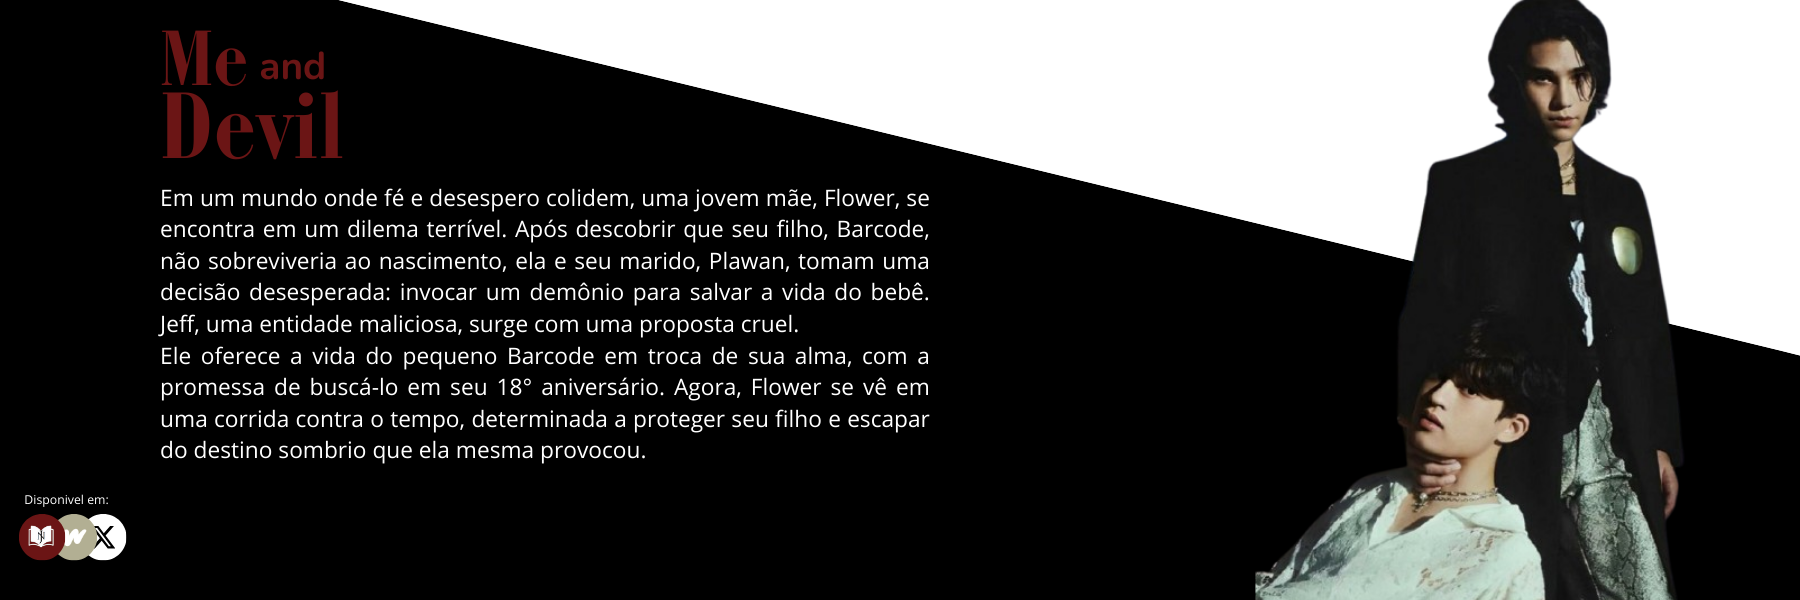 Me and
Devil
Em um mundo onde fé e desespero colidem, uma jovem mãe, Flower, se
encontra em um dilema terrível. Após descobrir que seu filho, Barcode,
não sobreviveria ao nascimento, ela e seu marido, Plawan, tomam uma
decisão desesperada: invocar um demônio para salvar a vida do bebê.
Jeff, uma entidade maliciosa, surge com uma proposta cruel.
Ele oferece a vida do pequeno Barcode em troca de sua alma, com a
promessa de buscá-lo em seu 18° aniversário. Agora, Flower se vê em
uma corrida contra o tempo, determinada a proteger seu filho e escapar
do destino sombrio que ela mesma provocou.
Disponivel em:
N W X